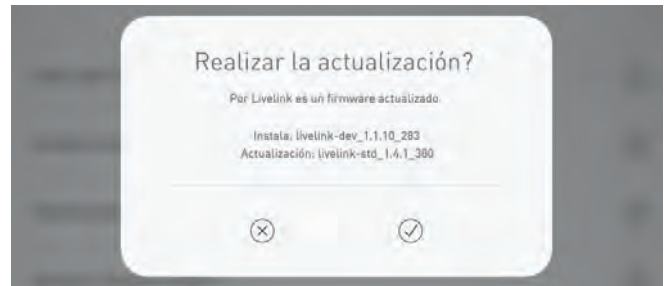 Realizar la actualización?
Por Livelink es un firmware actualizado
Instala: livelink-dev_1.1.10_283
Actualización: livelink-std_1.4.1_380